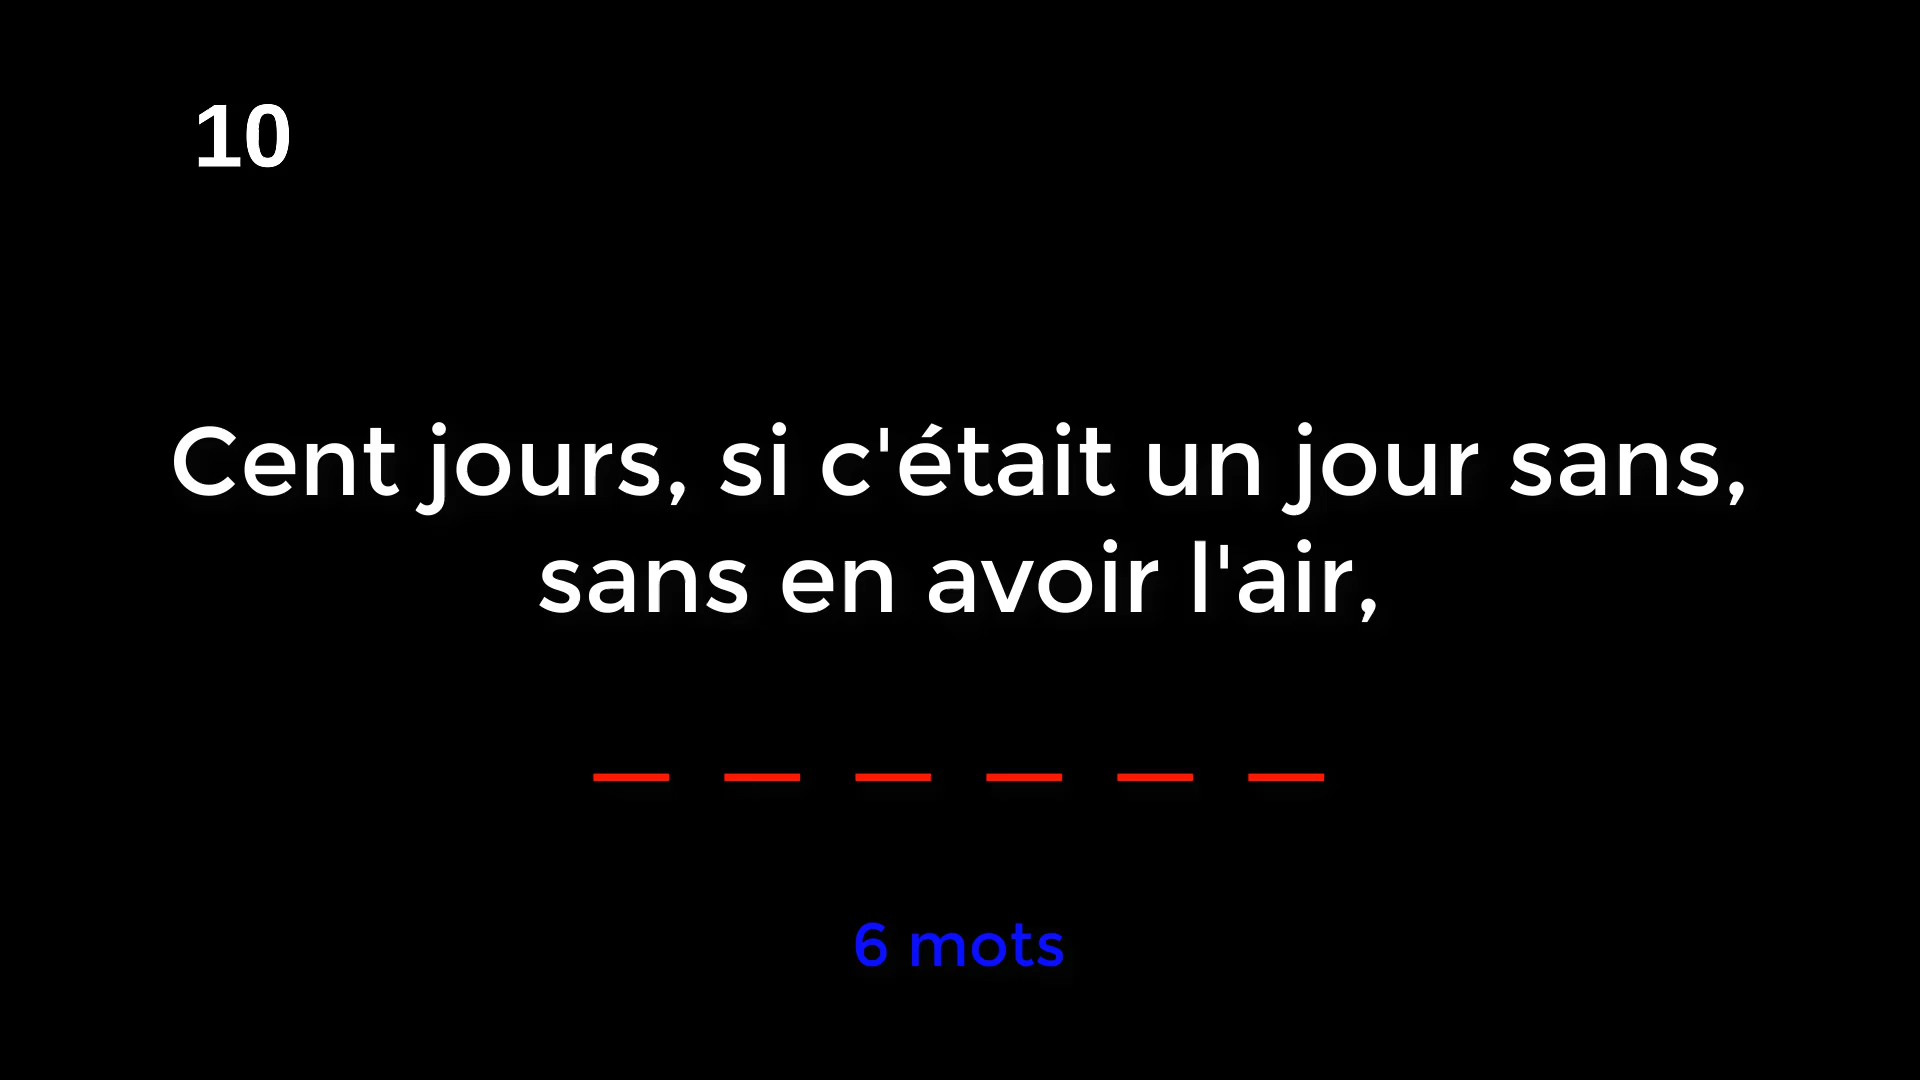 10
Cent jours, si c'était un jour sans,
sans en avoir l'air,
_ _ _ _ _ _
6 mots